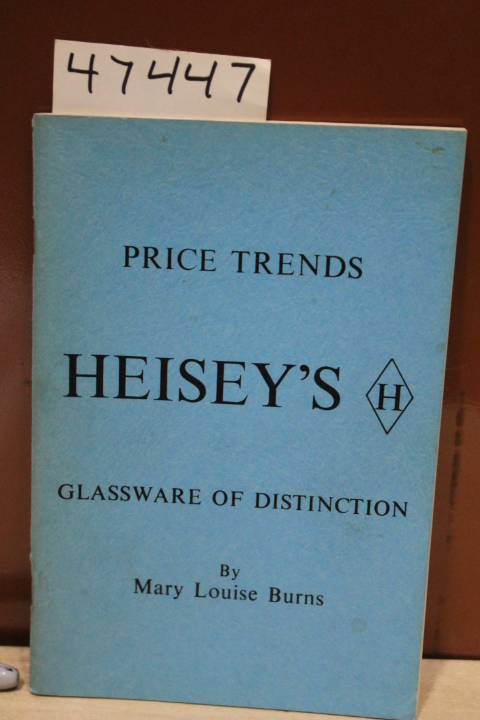 47447
PRICE TRENDS
HEISEY'S H
GLASSWARE OF DISTINCTION
By
Mary Louise Burns